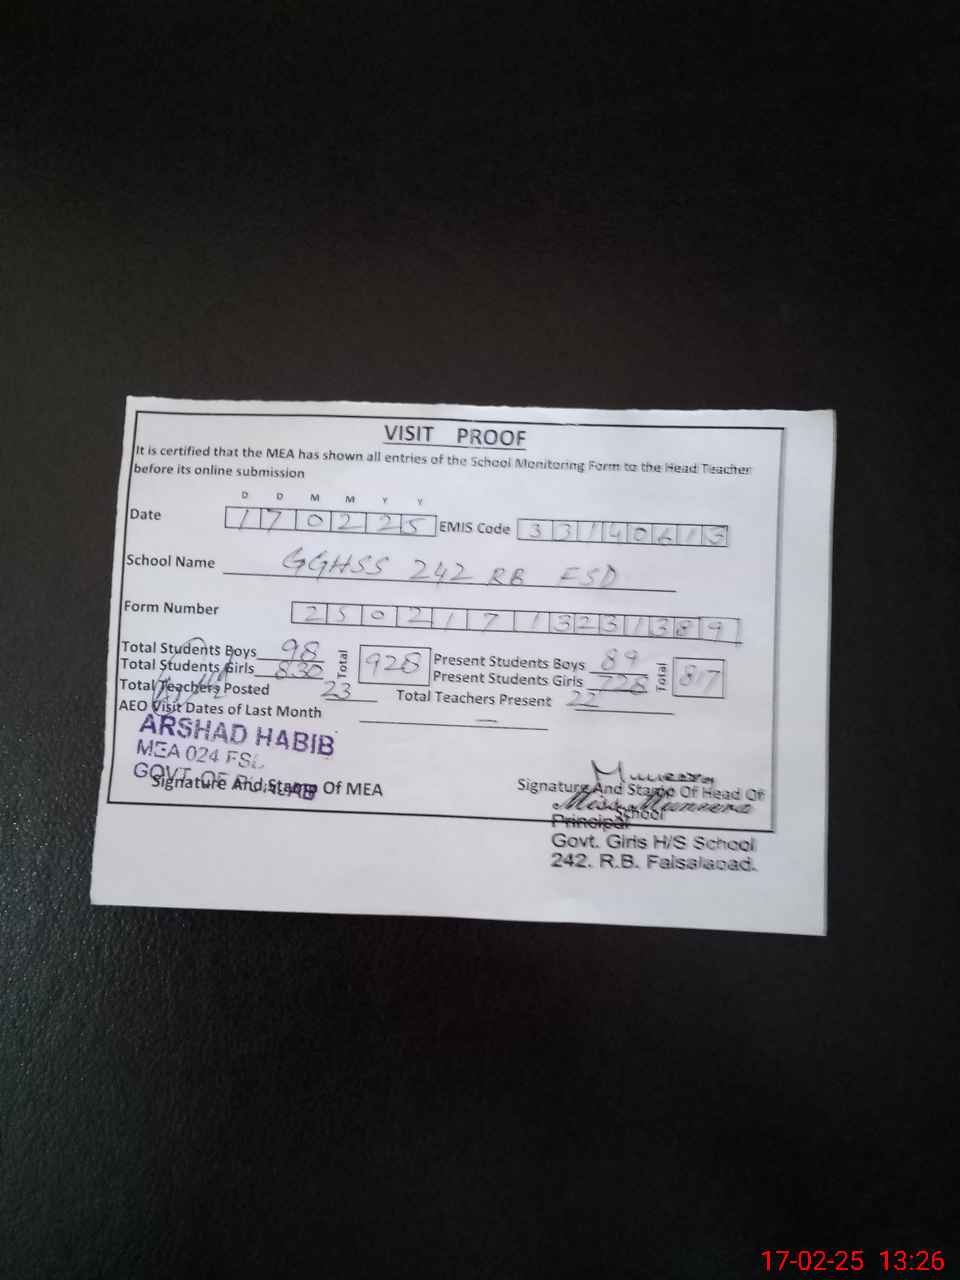 VISIT PROOF
It is certified that the MEA has shown all entries of the School Monitoring Form to the Head Teacher
before its online submission
D D M M Y Y
Date 1 7 0 2 2 5 EMIS Code 3 3 1 4 0 6 1 3
School Name GGHSS 242 RB FSD
Form Number 2 5 0 2 1 7 1 3 2 3 1 3 8 9
Total Students Boys 98 Total 928 Present Students Boys 89 Total 817
Total Students Girls 830 Present Students Girls 728
Total Teachers Posted 23 Total Teachers Present 22
AEO Visit Dates of Last Month —
ARSHAD HABIB
MEA 024 FSD
GOVT. OF PUNJAB
Signature And Stamp Of MEA
Signature And Stamp Of Head Of
School
Miss Muneera
Principal
Govt. Girls H/S School
242. R.B. Faisalabad.
17-02-25 13:26